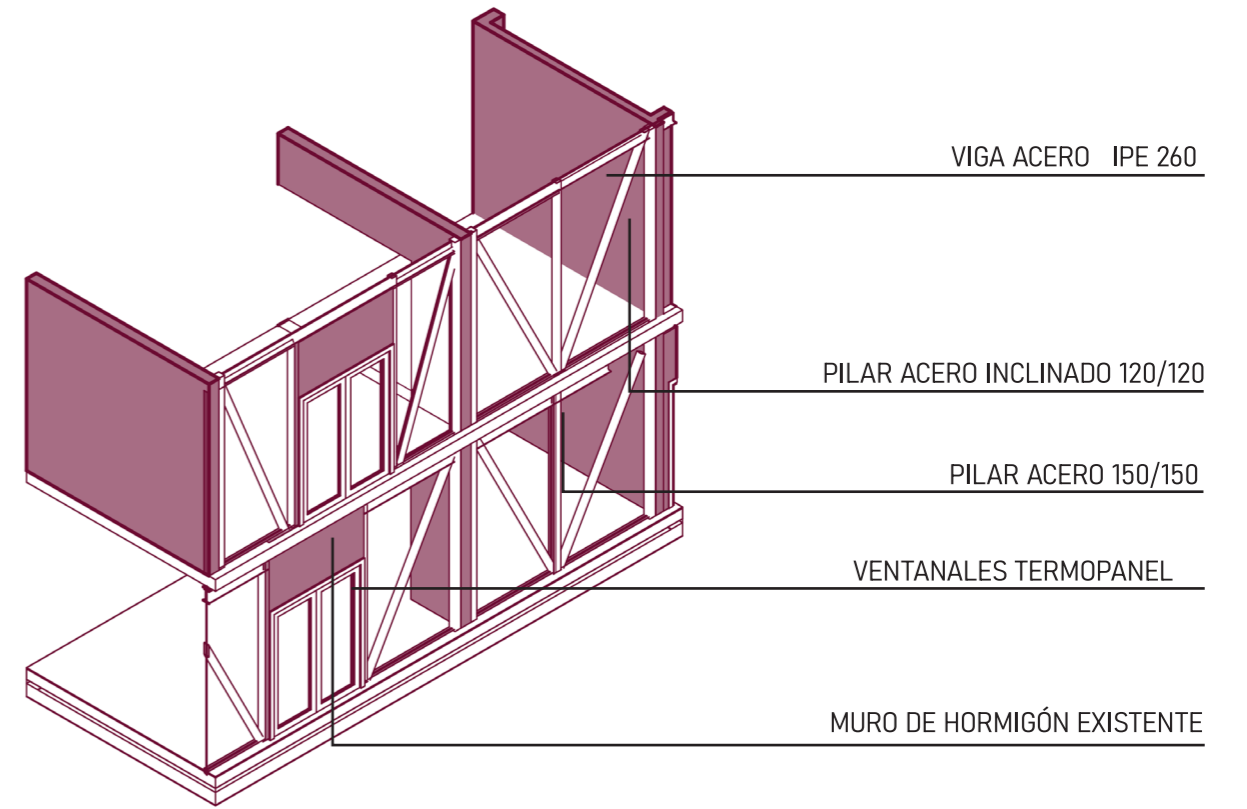 VIGA ACERO IPE 260
PILAR ACERO INCLINADO 120/120
PILAR ACERO 150/150
VENTANALES TERMOPANEL
MURO DE HORMIGÓN EXISTENTE